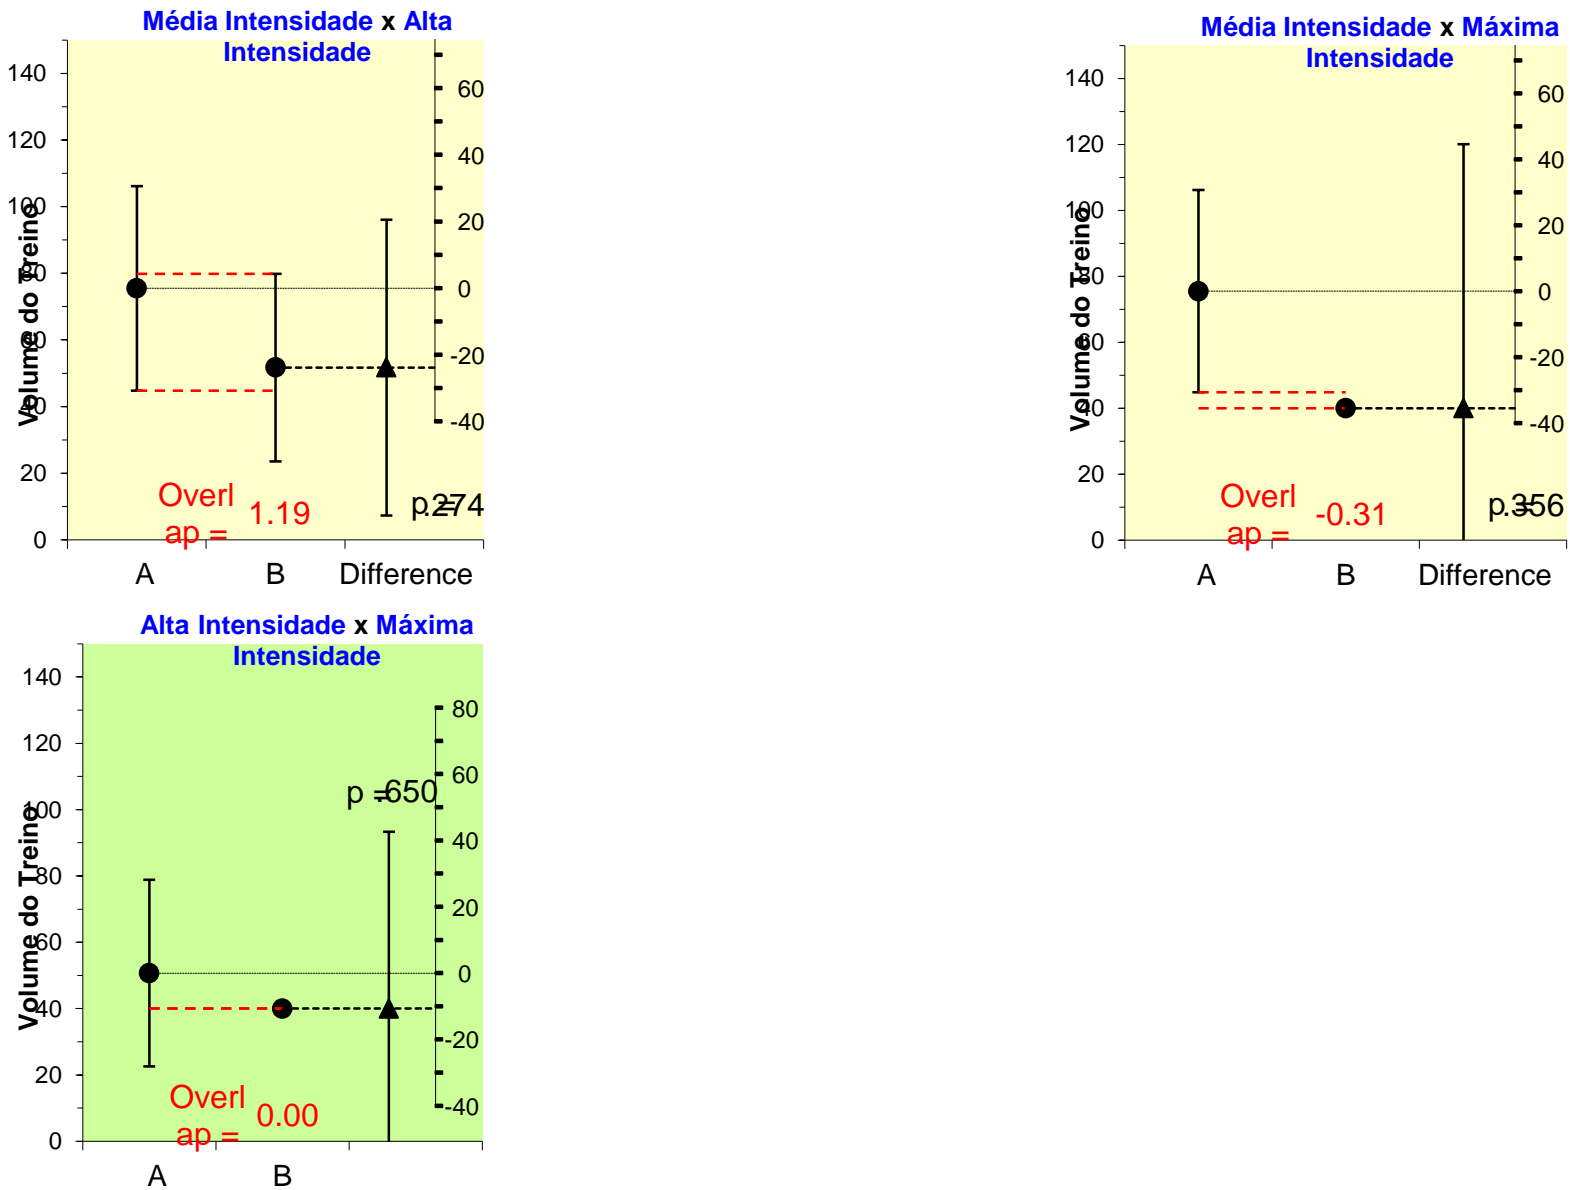 Média Intensidade x Alta
Intensidade
140
120
100
80
60
40
20
0
Volume do Treino
60
40
20
0
-20
-40
Overl
ap =
1.19
p =
.274
A
B
Difference
Média Intensidade x Máxima
Intensidade
140
120
100
80
60
40
20
0
Volume do Treino
60
40
20
0
-20
-40
Overl
ap =
-0.31
p =
.356
A
B
Difference
Alta Intensidade x Máxima
Intensidade
140
120
100
80
60
40
20
0
Volume do Treino
80
60
40
20
0
-20
-40
p =
.650
Overl
ap =
0.00
A
B